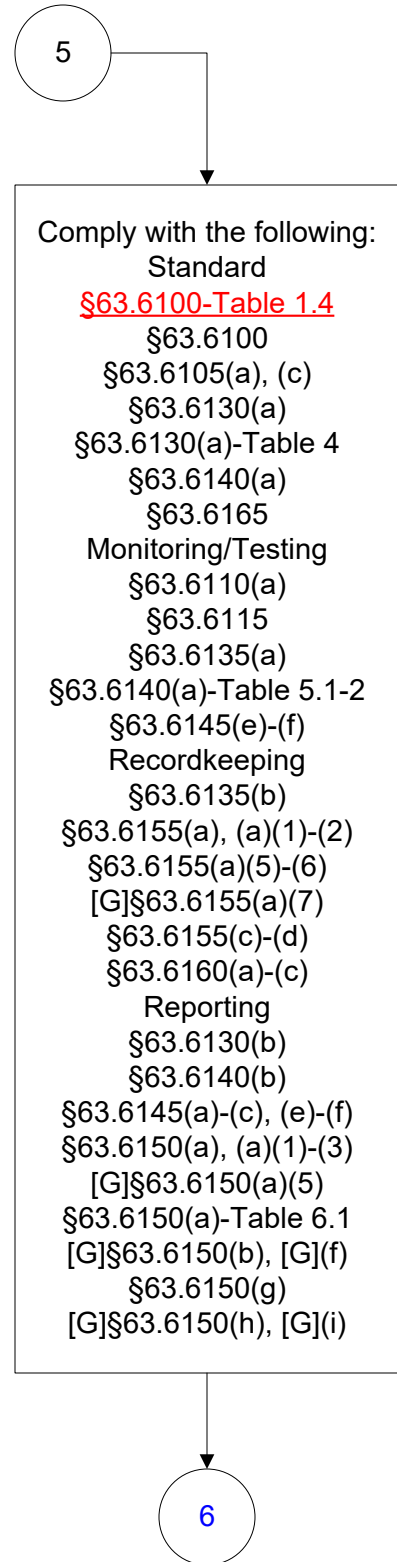 5
Comply with the following:
Standard
§63.6100-Table 1.4
§63.6100
§63.6105(a), (c)
§63.6130(a)
§63.6130(a)-Table 4
§63.6140(a)
§63.6165
Monitoring/Testing
§63.6110(a)
§63.6115
§63.6135(a)
§63.6140(a)-Table 5.1-2
§63.6145(e)-(f)
Recordkeeping
§63.6135(b)
§63.6155(a), (a)(1)-(2)
§63.6155(a)(5)-(6)
[G]§63.6155(a)(7)
§63.6155(c)-(d)
§63.6160(a)-(c)
Reporting
§63.6130(b)
§63.6140(b)
§63.6145(a)-(c), (e)-(f)
§63.6150(a), (a)(1)-(3)
[G]§63.6150(a)(5)
§63.6150(a)-Table 6.1
[G]§63.6150(b), [G](f)
§63.6150(g)
[G]§63.6150(h), [G](i)
6